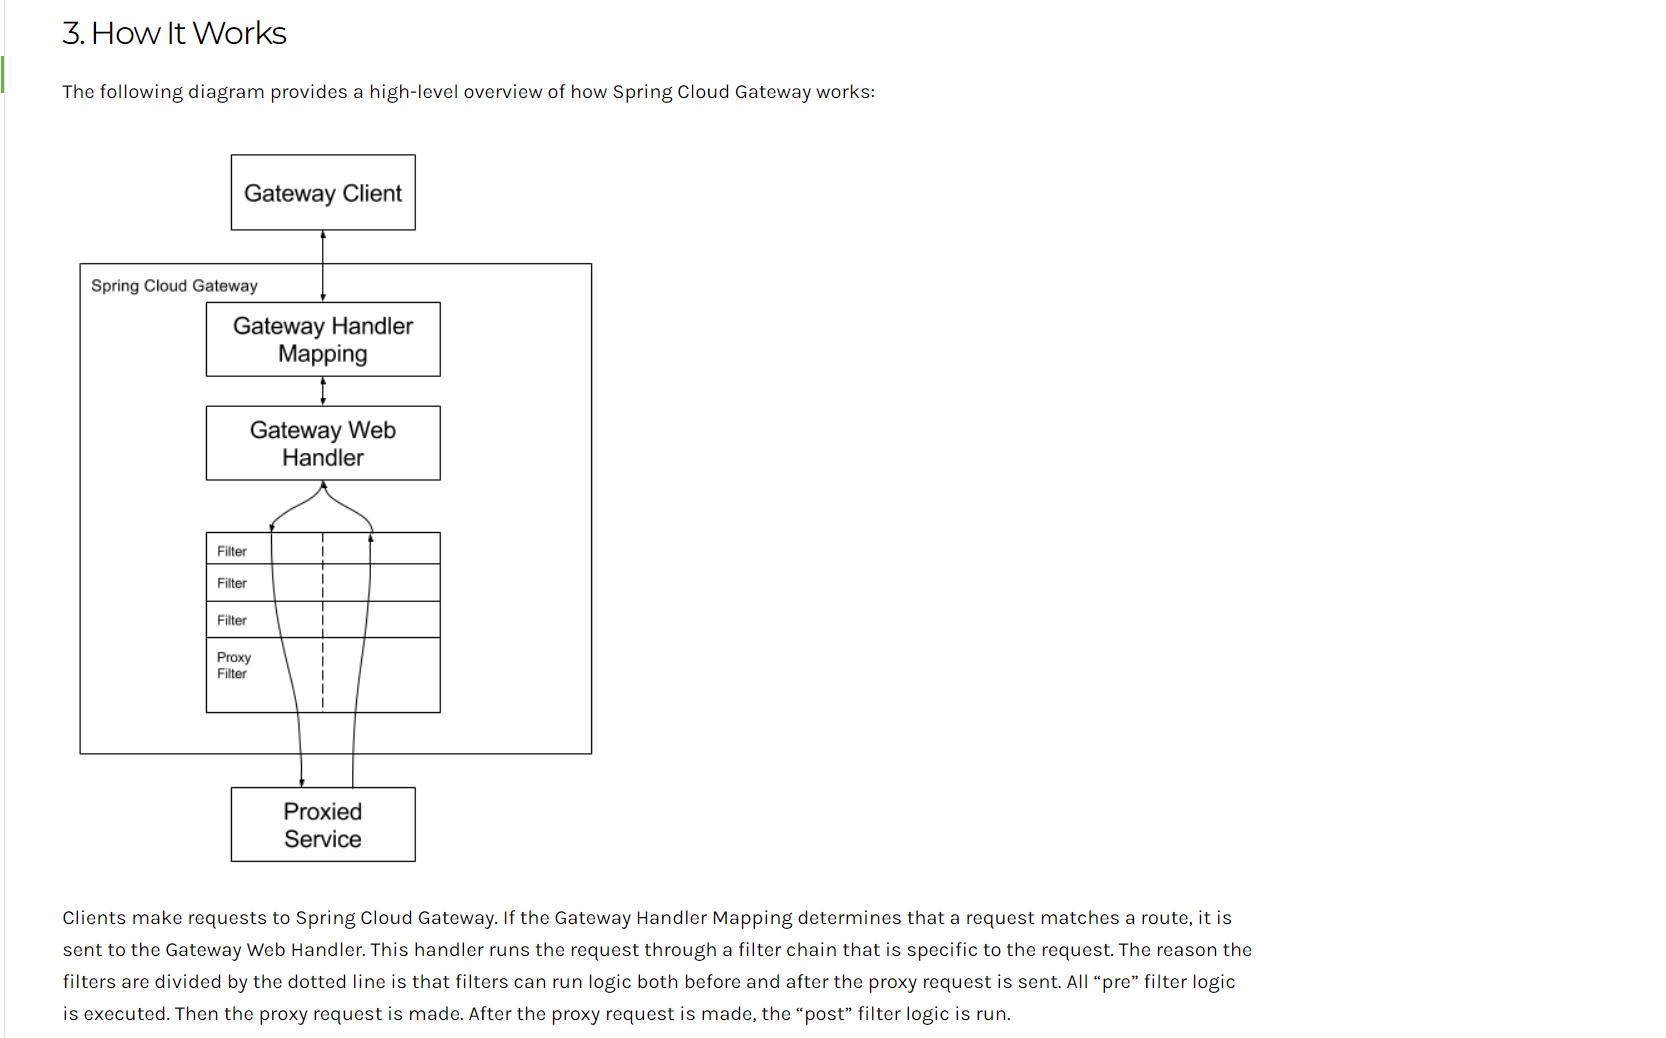 3. How It Works
The following diagram provides a high-level overview of how Spring Cloud Gateway works:
Gateway Client
Spring Cloud Gateway
Gateway Handler
Mapping
Gateway Web
Handler
Filter
Filter
Filter
Proxy
Filter
Proxied
Service
Clients make requests to Spring Cloud Gateway. If the Gateway Handler Mapping determines that a request matches a route, it is
sent to the Gateway Web Handler. This handler runs the request through a filter chain that is specific to the request. The reason the
filters are divided by the dotted line is that filters can run logic both before and after the proxy request is sent. All “pre” filter logic
is executed. Then the proxy request is made. After the proxy request is made, the “post” filter logic is run.